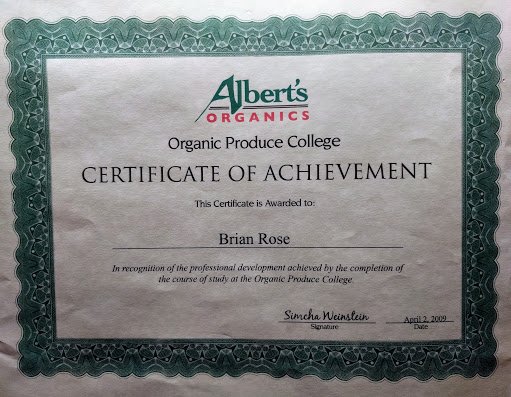 Albert's
ORGANICS
Organic Produce College
CERTIFICATE OF ACHIEVEMENT
This Certificate is Awarded to:
Brian Rose
In recognition of the professional development achieved by the completion of
the course of study at the Organic Produce College.
Simcha Weinstein April 2, 2009
Signature Date